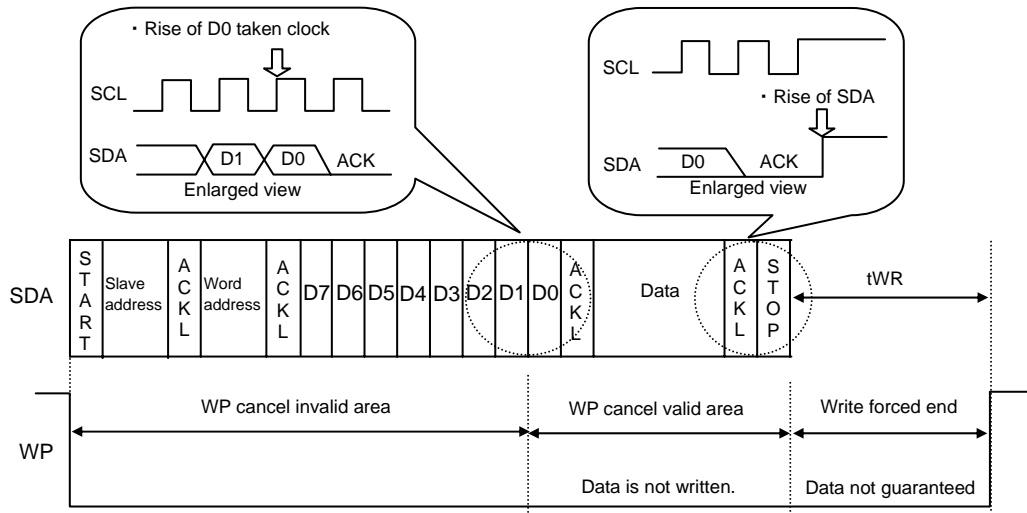 ・Rise of D0 taken clock
SCL
SDA
D1
D0
ACK
Enlarged view
SCL
・Rise of SDA
SDA
D0
ACK
Enlarged view
SDA
START
Slave
address
ACKL
Word
address
ACKL
D7
D6
D5
D4
D3
D2
D1
D0
ACKL
Data
ACKL
STOP
tWR
WP
WP cancel invalid area
WP cancel valid area
Write forced end
Data is not written.
Data not guaranteed